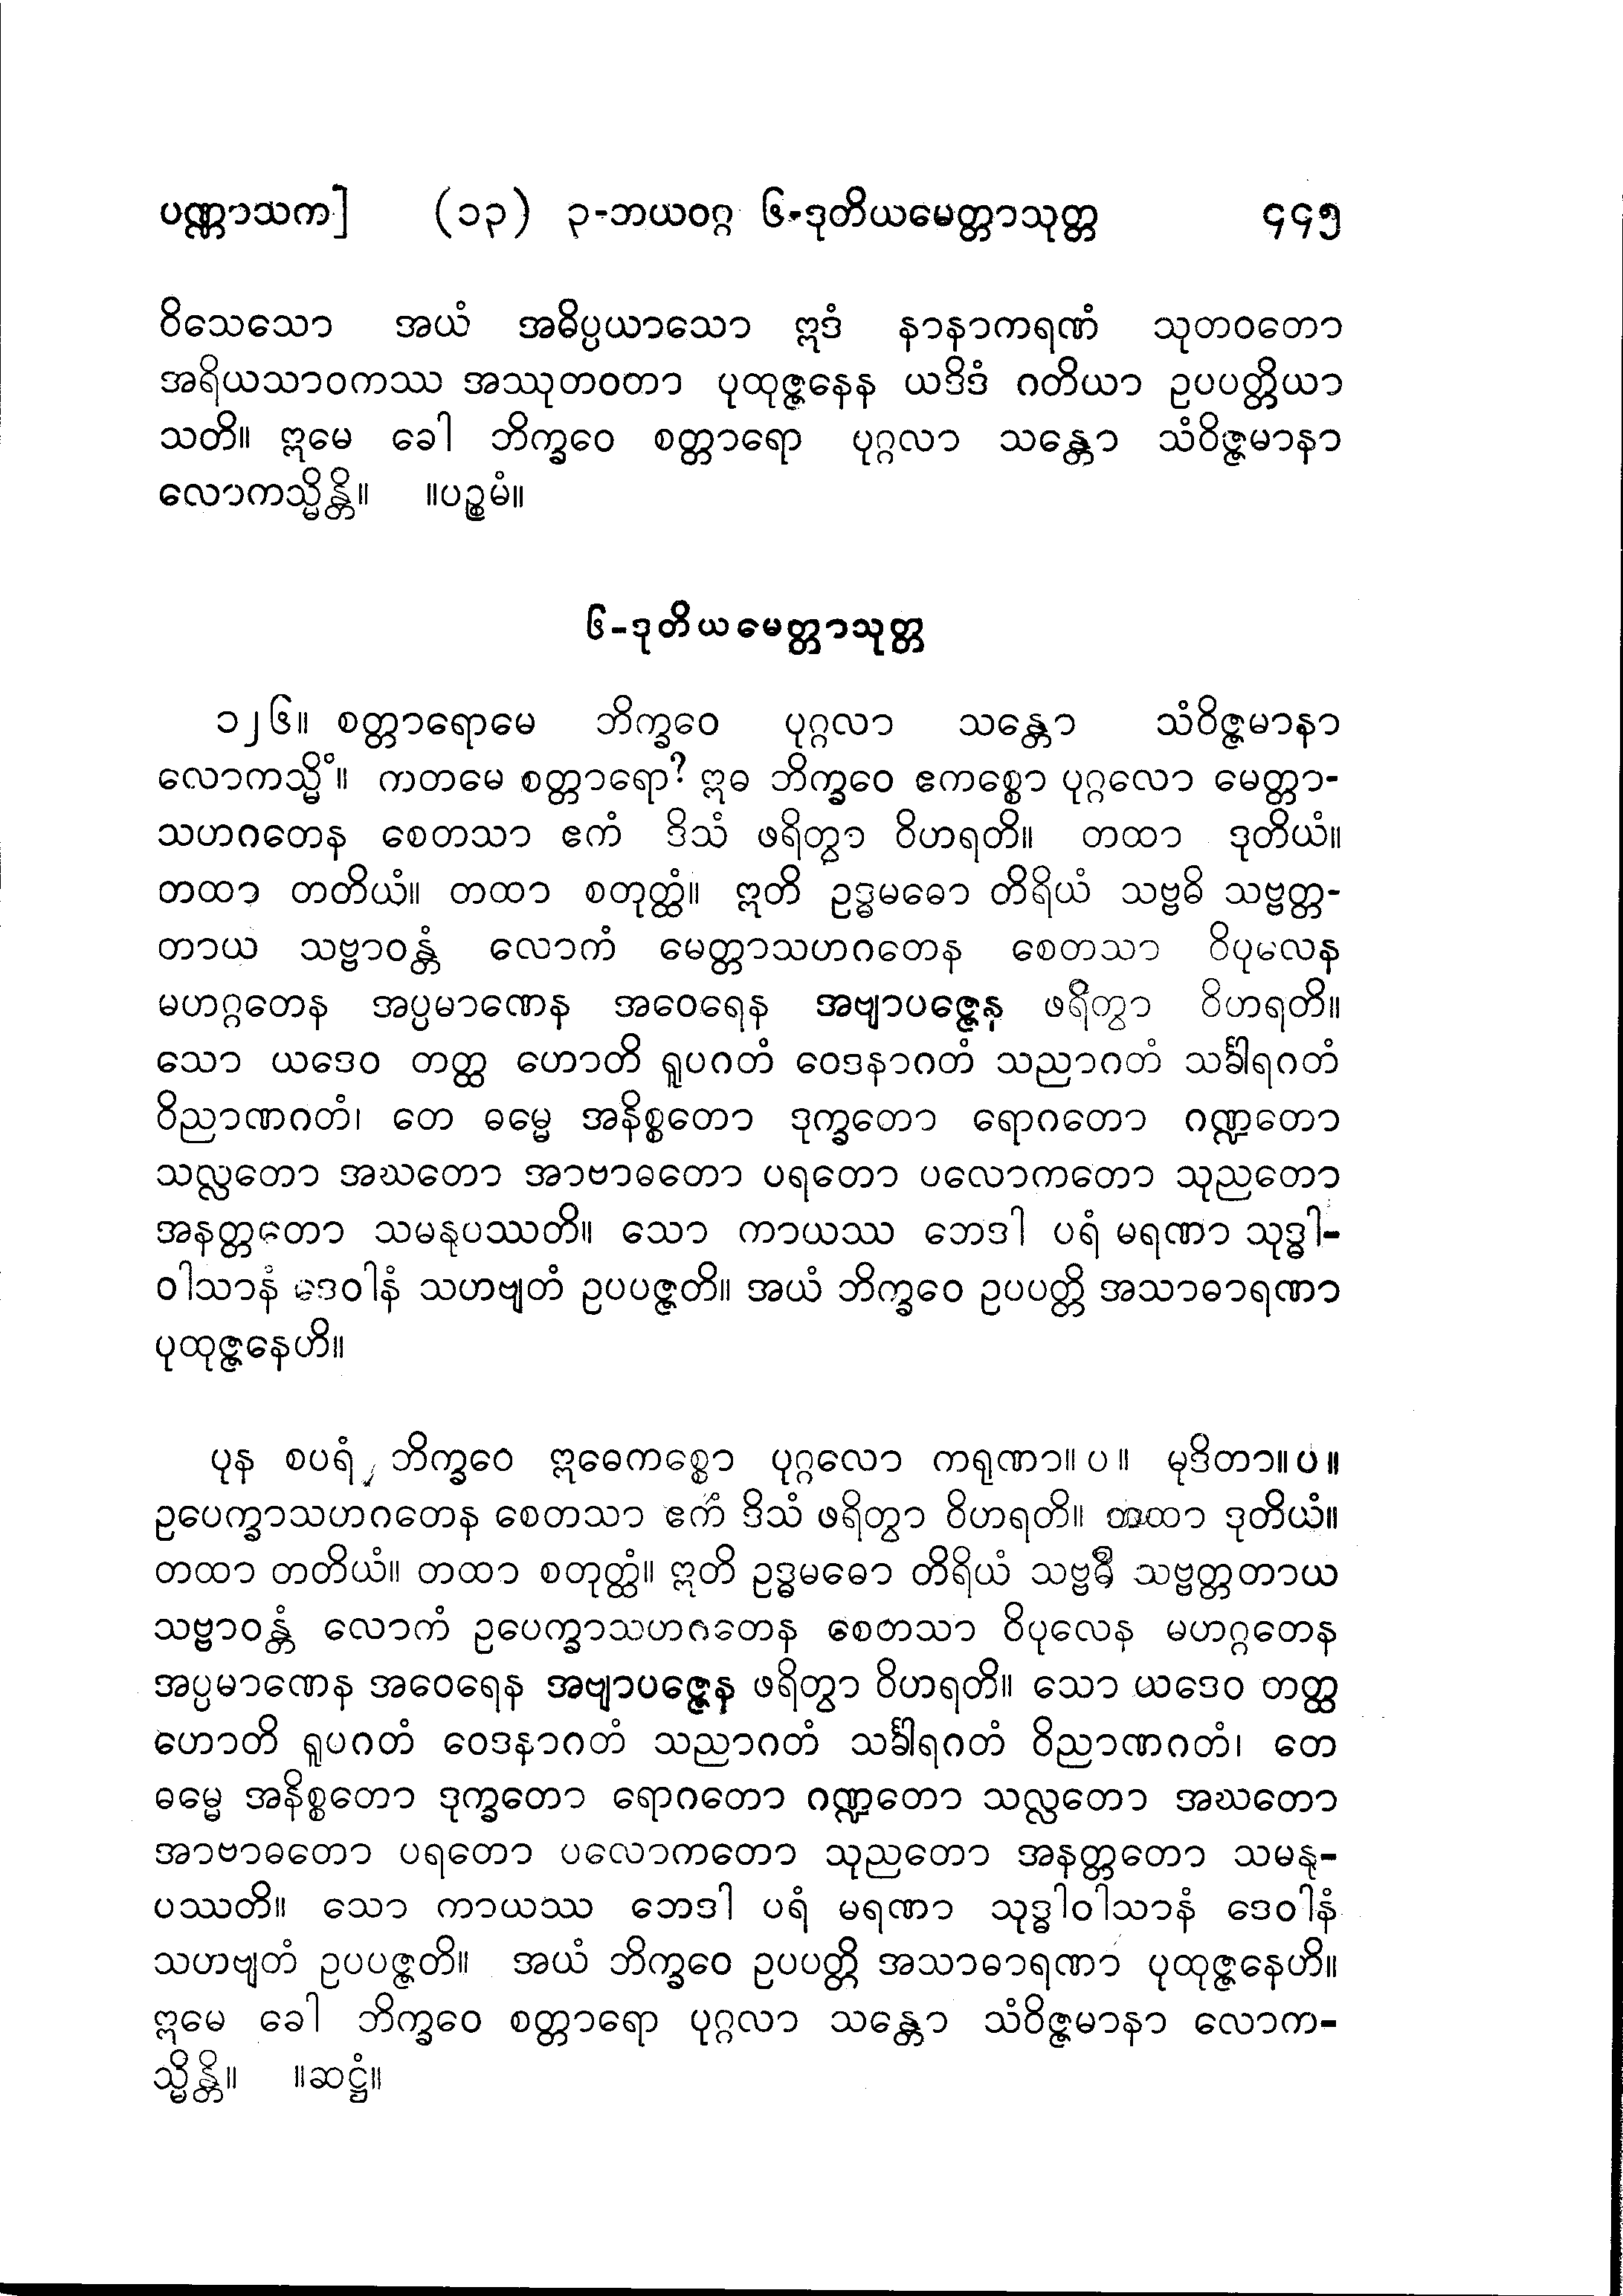 ပဏ္ဏာသက] (၁၃) ၃-ဘယဝဂ္ဂ ၆-ဒုတိယမေတ္တာသုတ္တ ၄၄၅
ဝိသေသော အယံ အဓိပ္ပယာသော ဣဒံ နာနာကရဏံ သုတဝတော
အရိယသာဝကဿ အဿုတဝတာ ပုထုဇ္ဇနေန ယဒိဒံ ဂတိယာ ဥပပတ္တိယာ
သတိ။ ဣမေ ခေါ ဘိက္ခဝေ စတ္တာရော ပုဂ္ဂလာ သန္တော သံဝိဇ္ဇမာနာ
လောကသ္မိန္တိ။ ။ပဉ္စမံ။
၆-ဒုတိယမေတ္တာသုတ္တ
၁၂၆။ စတ္တာရောမေ ဘိက္ခဝေ ပုဂ္ဂလာ သန္တော သံဝိဇ္ဇမာနာ
လောကသ္မိံ။ ကတမေ စတ္တာရော? ဣဓ ဘိက္ခဝေ ဧကစ္စော ပုဂ္ဂလော မေတ္တာ-
သဟဂတေန စေတသာ ဧကံ ဒိသံ ဖရိတွာ ဝိဟရတိ။ တထာ ဒုတိယံ။
တထာ တတိယံ။ တထာ စတုတ္ထံ။ ဣတိ ဥဒ္ဓမဓော တိရိယံ သဗ္ဗဓိ သဗ္ဗတ္တ-
တာယ သဗ္ဗာဝန္တံ လောကံ မေတ္တာသဟဂတေန စေတသာ ဝိပုလေန
မဟဂ္ဂတေန အပ္ပမာဏေန အဝေရေန အဗျာပဇ္ဇေန ဖရိတွာ ဝိဟရတိ။
သော ယဒေဝ တတ္ထ ဟောတိ ရူပဂတံ ဝေဒနာဂတံ သညာဂတံ သင်္ခါရဂတံ
ဝိညာဏဂတံ၊ တေ ဓမ္မေ အနိစ္စတော ဒုက္ခတော ရောဂတော ဂဏ္ဍတော
သလ္လတော အဃတော အာဗာဓတော ပရတော ပလောကတော သုညတော
အနတ္တတော သမနုပဿတိ။ သော ကာယဿ ဘေဒါ ပရံ မရဏာ သုဒ္ဓါ-
ဝါသာနံ ဒေဝါနံ သဟဗျတံ ဥပပဇ္ဇတိ။ အယံ ဘိက္ခဝေ ဥပပတ္တိ အသာဓာရဏာ
ပုထုဇ္ဇနေဟိ။
ပုန စပရံ ဘိက္ခဝေ ဣဓေကစ္စော ပုဂ္ဂလော ကရုဏာ။ပ။ မုဒိတာ။ပ။
ဥပေက္ခာသဟဂတေန စေတသာ ဧကံ ဒိသံ ဖရိတွာ ဝိဟရတိ။ တထာ ဒုတိယံ။
တထာ တတိယံ။ တထာ စတုတ္ထံ။ ဣတိ ဥဒ္ဓမဓော တိရိယံ သဗ္ဗဓိ သဗ္ဗတ္တတာယ
သဗ္ဗာဝန္တံ လောကံ ဥပေက္ခာသဟဂတေန စေတသာ ဝိပုလေန မဟဂ္ဂတေန
အပ္ပမာဏေန အဝေရေန အဗျာပဇ္ဇေန ဖရိတွာ ဝိဟရတိ။ သော ယဒေဝ တတ္ထ
ဟောတိ ရူပဂတံ ဝေဒနာဂတံ သညာဂတံ သင်္ခါရဂတံ ဝိညာဏဂတံ၊ တေ
ဓမ္မေ အနိစ္စတော ဒုက္ခတော ရောဂတော ဂဏ္ဍတော သလ္လတော အဃတော
အာဗာဓတော ပရတော ပလောကတော သုညတော အနတ္တတော သမနု-
ပဿတိ။ သော ကာယဿ ဘေဒါ ပရံ မရဏာ သုဒ္ဓါဝါသာနံ ဒေဝါနံ
သဟဗျတံ ဥပပဇ္ဇတိ။ အယံ ဘိက္ခဝေ ဥပပတ္တိ အသာဓာရဏာ ပုထုဇ္ဇနေဟိ။
ဣမေ ခေါ ဘိက္ခဝေ စတ္တာရော ပုဂ္ဂလာ သန္တော သံဝိဇ္ဇမာနာ လောက-
သ္မိန္တိ။ ။ဆဋ္ဌံ။